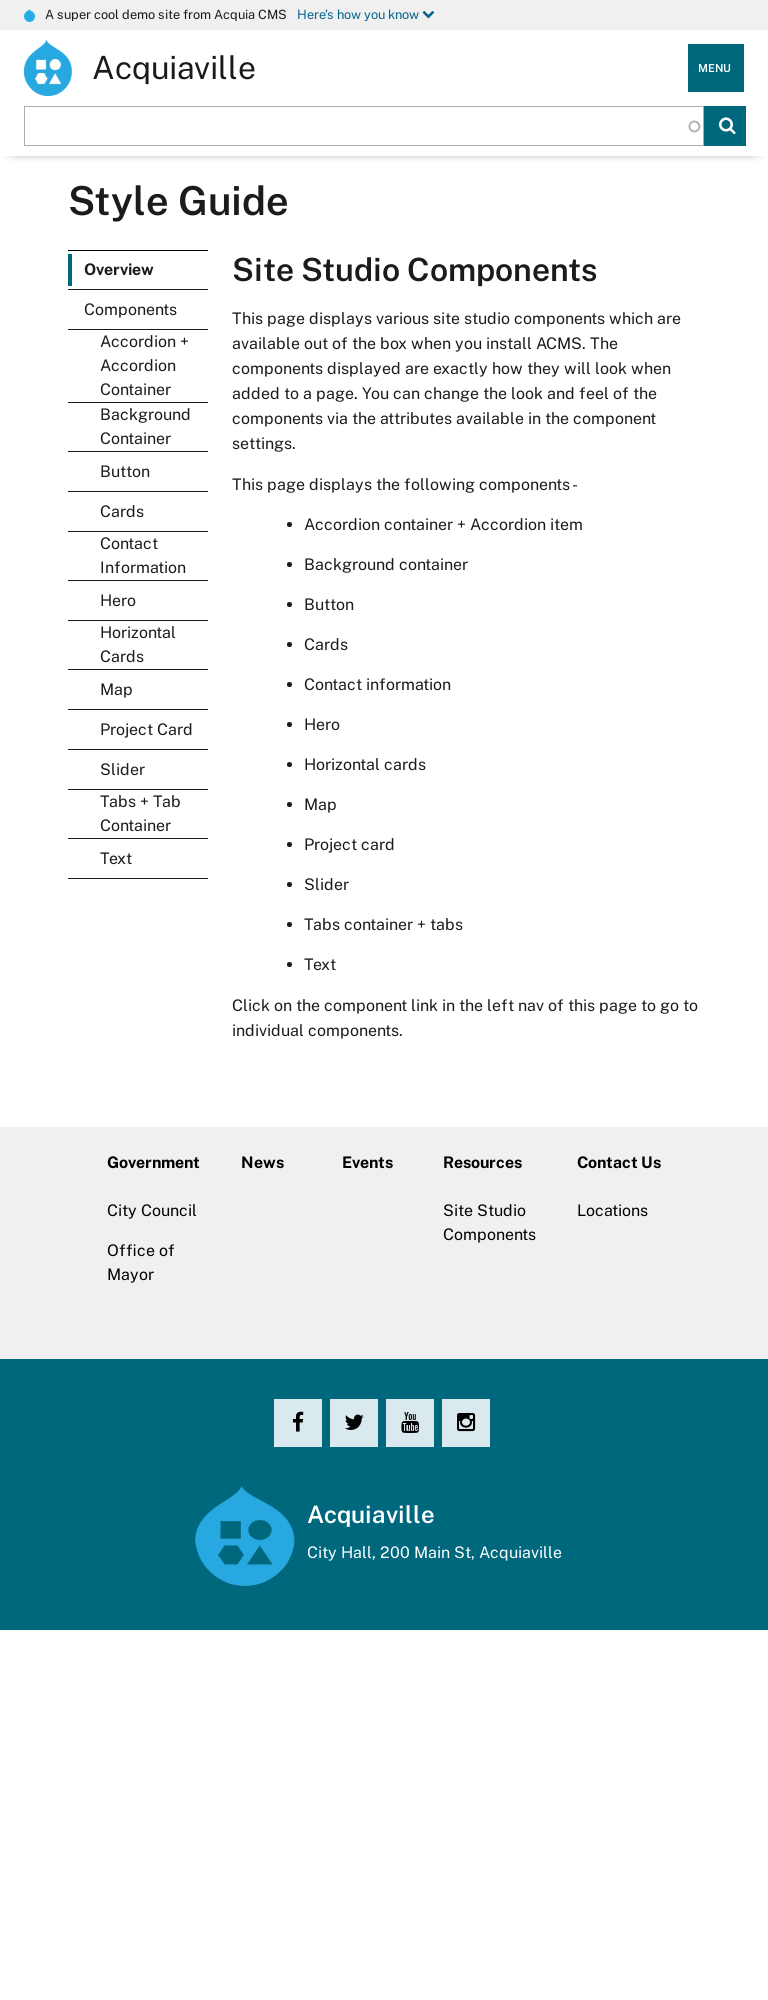 A super cool demo site from Acquia CMS Here's how you know
Acquiaville
MENU
Style Guide
Overview
Components
Accordion +
Accordion
Container
Background
Container
Button
Cards
Contact
Information
Hero
Horizontal
Cards
Map
Project Card
Slider
Tabs + Tab
Container
Text
Site Studio Components
This page displays various site studio components which are
available out of the box when you install ACMS. The
components displayed are exactly how they will look when
added to a page. You can change the look and feel of the
components via the attributes available in the component
settings.
This page displays the following components -
Accordion container + Accordion item
Background container
Button
Cards
Contact information
Hero
Horizontal cards
Map
Project card
Slider
Tabs container + tabs
Text
Click on the component link in the left nav of this page to go to
individual components.
Government
City Council
Office of
Mayor
News
Events
Resources
Site Studio
Components
Contact Us
Locations
You
Tube
Acquiaville
City Hall, 200 Main St, Acquiaville